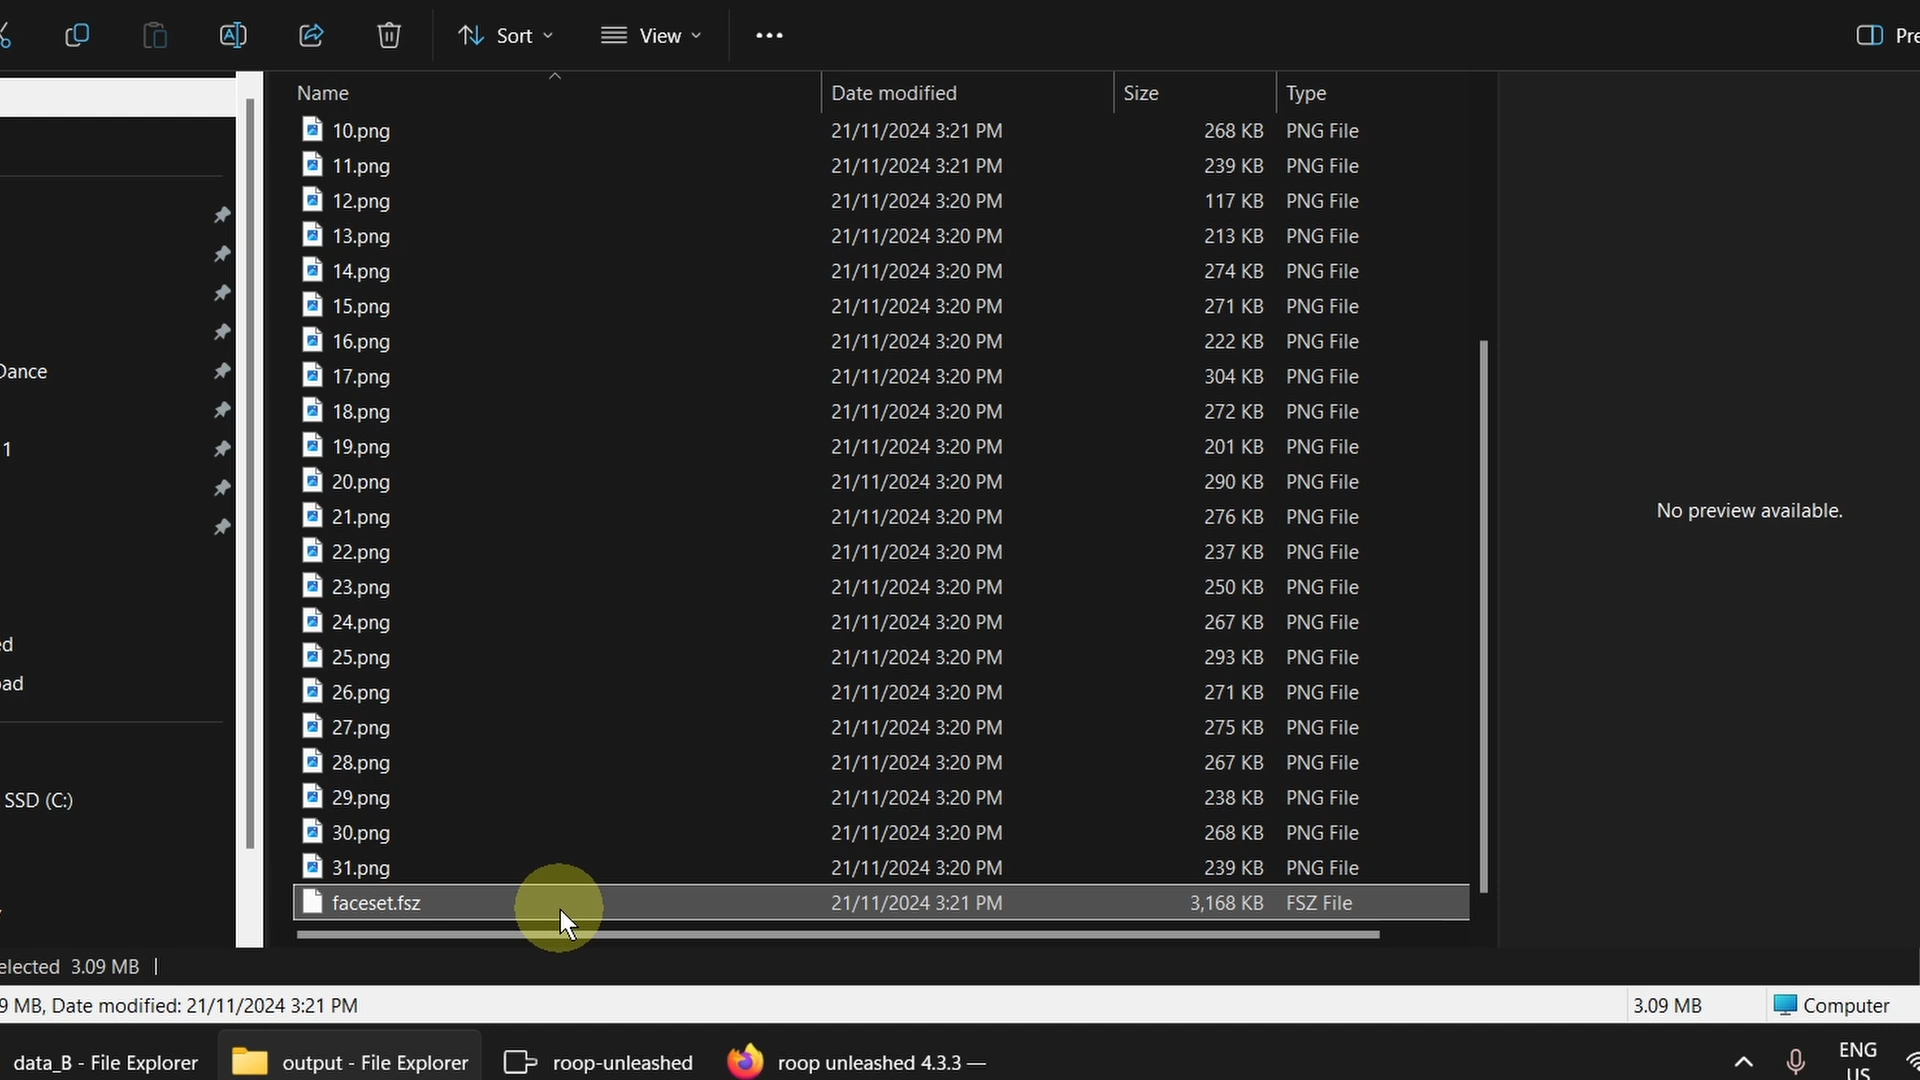 Sort
View
Pre
Name Date modified Size Type
10.png 21/11/2024 3:21 PM 268 KB PNG File
11.png 21/11/2024 3:21 PM 239 KB PNG File
12.png 21/11/2024 3:20 PM 117 KB PNG File
13.png 21/11/2024 3:20 PM 213 KB PNG File
14.png 21/11/2024 3:20 PM 274 KB PNG File
15.png 21/11/2024 3:20 PM 271 KB PNG File
16.png 21/11/2024 3:20 PM 222 KB PNG File
17.png 21/11/2024 3:20 PM 304 KB PNG File
18.png 21/11/2024 3:20 PM 272 KB PNG File
19.png 21/11/2024 3:20 PM 201 KB PNG File
20.png 21/11/2024 3:20 PM 290 KB PNG File
21.png 21/11/2024 3:20 PM 276 KB PNG File
22.png 21/11/2024 3:20 PM 237 KB PNG File
23.png 21/11/2024 3:20 PM 250 KB PNG File
24.png 21/11/2024 3:20 PM 267 KB PNG File
25.png 21/11/2024 3:20 PM 293 KB PNG File
26.png 21/11/2024 3:20 PM 271 KB PNG File
27.png 21/11/2024 3:20 PM 275 KB PNG File
28.png 21/11/2024 3:20 PM 267 KB PNG File
29.png 21/11/2024 3:20 PM 238 KB PNG File
30.png 21/11/2024 3:20 PM 268 KB PNG File
31.png 21/11/2024 3:20 PM 239 KB PNG File
faceset.fsz 21/11/2024 3:21 PM 3,168 KB FSZ File
Dance
1
ed
oad
SSD (C:)
No preview available.
elected 3.09 MB
9 MB, Date modified: 21/11/2024 3:21 PM
3.09 MB
Computer
data_B - File Explorer
output - File Explorer
roop-unleashed
roop unleashed 4.3.3 —
ENG
US